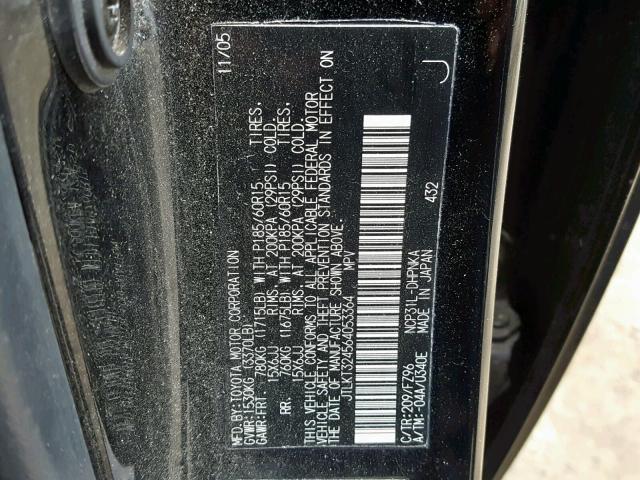 MFD.BY:TOYOTA MOTOR CORPORATION 11/05
GVWR:1530KG (3370LB)
GAWR:FRT. 780KG (1715LB) WITH P185/60R15 TIRES,
15X6JJ RIMS, AT 200KPA (29PSI) COLD.
RR. 760KG (1675LB) WITH P185/60R15 TIRES,
15X6JJ RIMS, AT 200KPA (29PSI) COLD.
THIS VEHICLE CONFORMS TO ALL APPLICABLE FEDERAL MOTOR
VEHICLE SAFETY AND THEFT PREVENTION STANDARDS IN EFFECT ON
THE DATE OF MANUFACTURE SHOWN ABOVE.
JTLKT324564053364 MPV
C/TR:209/FZ96 NCP31L-DHPNKA 432
A/TM:-04A/U340E MADE IN JAPAN
J